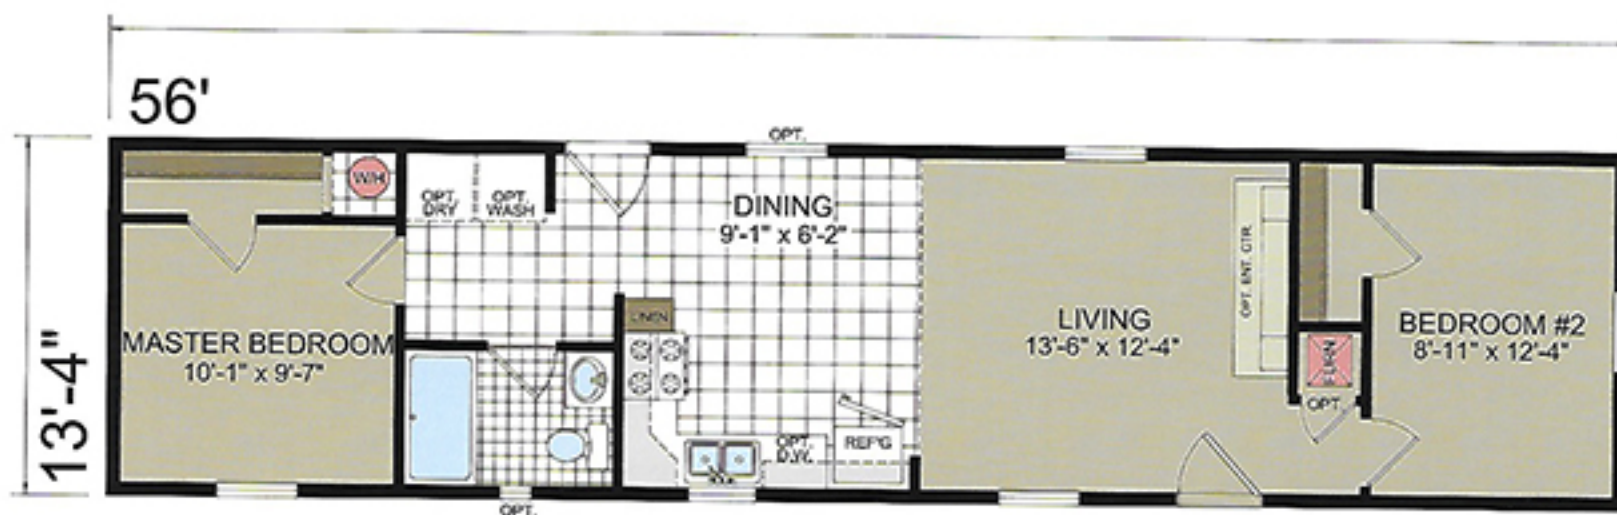 56'
13'-4"
OPT.
W/H
OPT.
DRY
OPT.
WASH
DINING
9'-1" x 6'-2"
MASTER BEDROOM
10'-1" x 9'-7"
LINEN
OPT.
D.W.
REF'G
OPT.
LIVING
13'-6" x 12'-4"
OPT. ENT. CTR.
FURN
OPT.
BEDROOM #2
8'-11" x 12'-4"